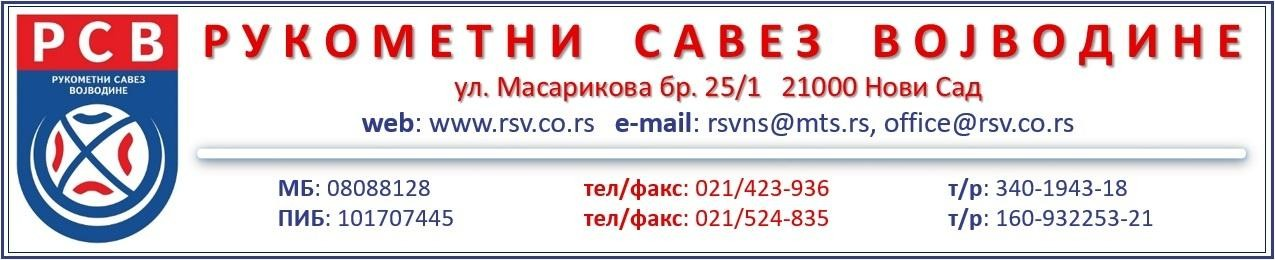 РСВ
РУКОМЕТНИ САВЕЗ
ВОЈВОДИНЕ
РУКОМЕТНИ САВЕЗ ВОЈВОДИНЕ
ул. Масарикова бр. 25/1 21000 Нови Сад
web: www.rsv.co.rs e-mail: rsvns@mts.rs, office@rsv.co.rs
МБ: 08088128 тел/факс: 021/423-936 т/р: 340-1943-18
ПИБ: 101707445 тел/факс: 021/524-835 т/р: 160-932253-21